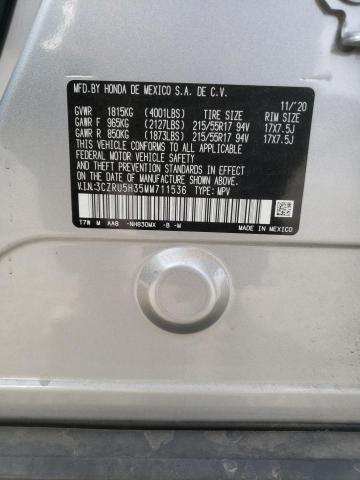 MFD.BY HONDA DE MEXICO S.A. DE C.V. 11/'20
GVWR 1815KG (4001LBS) TIRE SIZE RIM SIZE
GAWR F 965KG (2127LBS) 215/55R17 94V 17X7.5J
GAWR R 850KG (1873LBS) 215/55R17 94V 17X7.5J
THIS VEHICLE CONFORMS TO ALL APPLICABLE
FEDERAL MOTOR VEHICLE SAFETY
AND THEFT PREVENTION STANDARDS IN EFFECT
ON THE DATE OF MANUFACTURE SHOWN ABOVE.
V.I.N.:3CZRU5H35MM711536 TYPE: MPV
T7W M AAB -NH830MX -B -M
MADE IN MEXICO